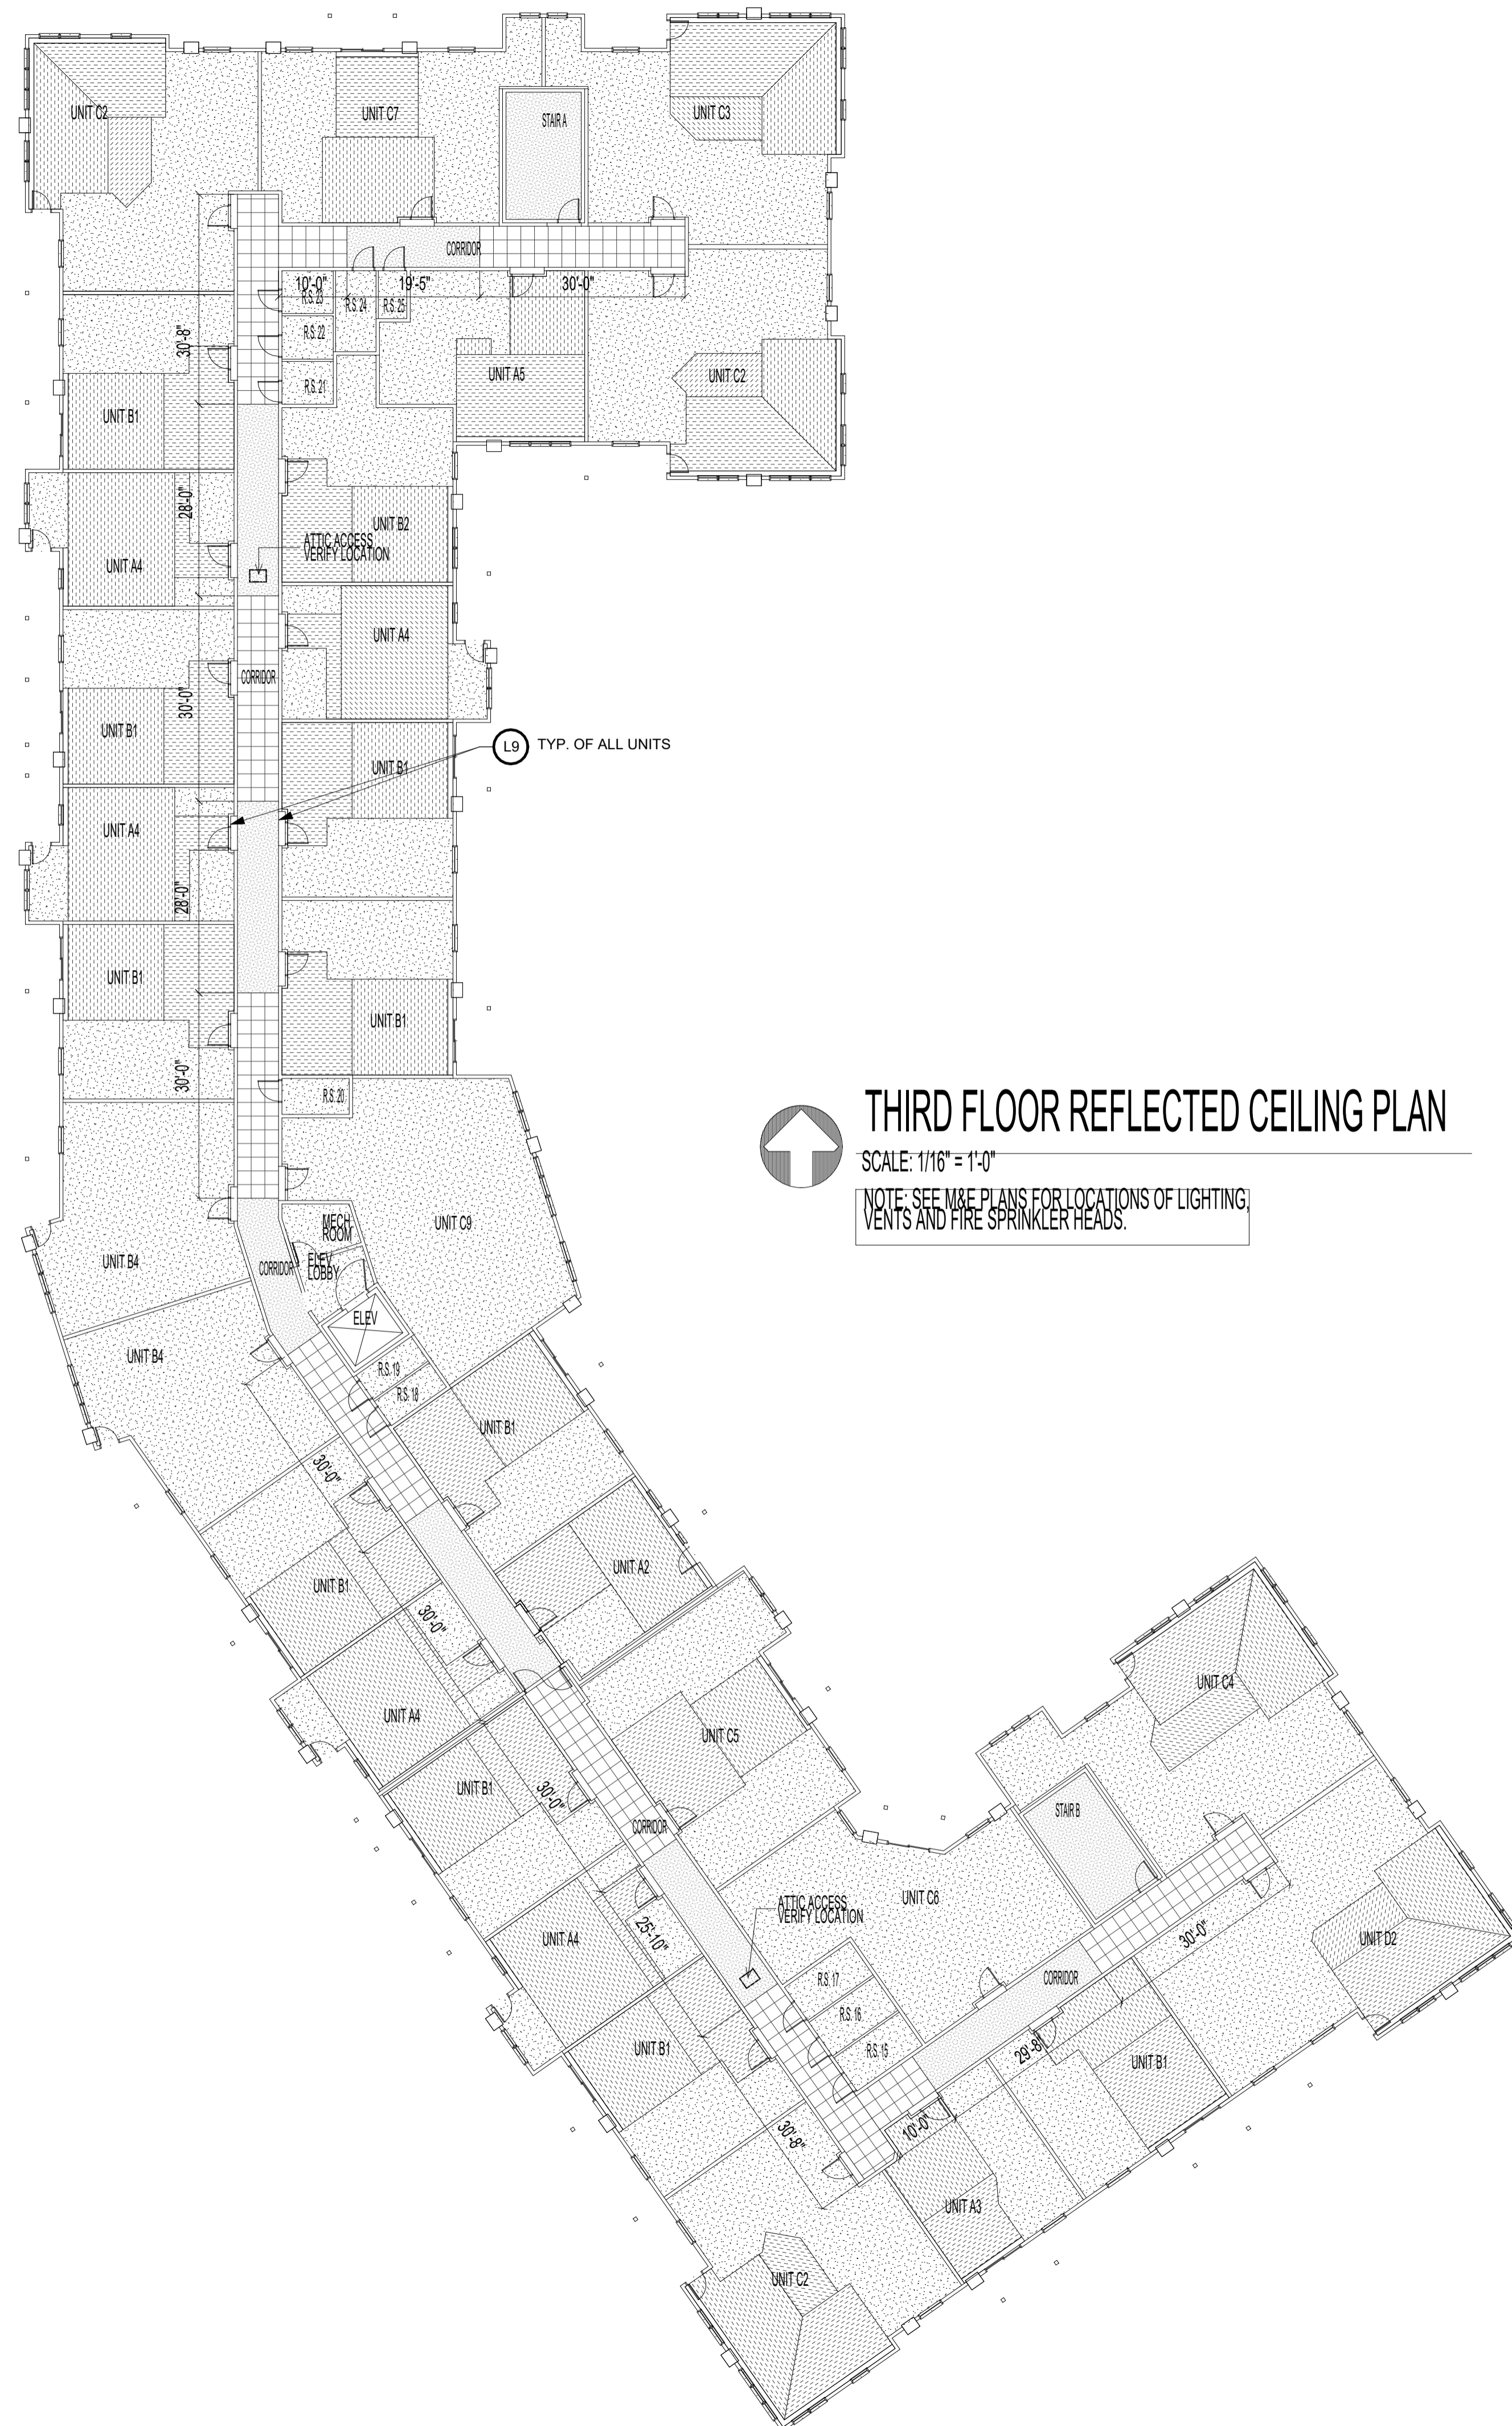 UNIT C2
UNIT C7
STAIR A
UNIT C3
CORRIDOR
10'-0"
19'-5"
30'-0"
R.S. 23
R.S. 24
R.S. 25
R.S. 22
30'-8"
R.S. 21
UNIT A5
UNIT C2
UNIT B1
28'-0"
UNIT B2
ATTIC ACCESS
VERIFY LOCATION
UNIT A4
UNIT A4
CORRIDOR
30'-0"
UNIT B1
L9
TYP. OF ALL UNITS
UNIT B1
UNIT A4
28'-0"
UNIT B1
UNIT B1
30'-0"
R.S. 20
THIRD FLOOR REFLECTED CEILING PLAN
SCALE: 1/16" = 1'-0"
NOTE: SEE M&E PLANS FOR LOCATIONS OF LIGHTING,
VENTS AND FIRE SPRINKLER HEADS.
MECH
ROOM
UNIT C9
UNIT B4
CORRIDOR
ELEV
LOBBY
ELEV
UNIT B4
R.S. 19
R.S. 18
UNIT B1
30'-0"
UNIT B1
UNIT A2
30'-0"
UNIT A4
UNIT C5
UNIT C4
UNIT B1
30'-0"
CORRIDOR
STAIR B
ATTIC ACCESS
VERIFY LOCATION
UNIT C6
25'-10"
UNIT A4
30'-0"
UNIT D2
R.S. 17
CORRIDOR
R.S. 16
R.S. 15
UNIT B1
29'-8"
UNIT B1
30'-8"
10'-0"
UNIT A3
UNIT C2